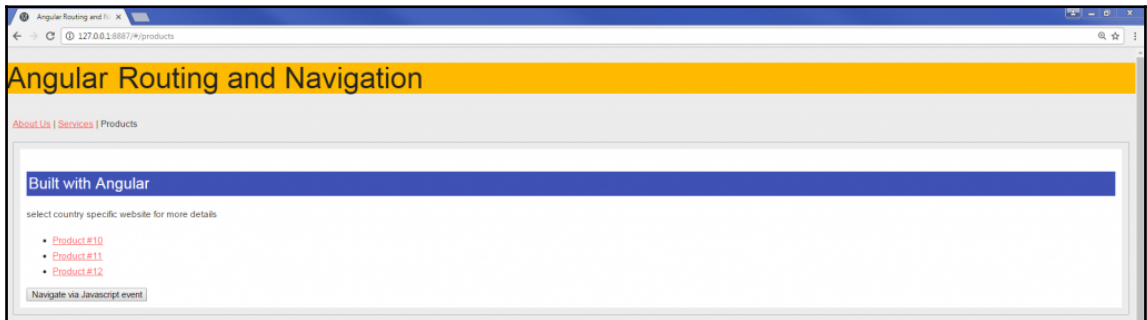 Angular Routing and
127.0.0.1:8887/#/products
Angular Routing and Navigation
About Us | Services | Products
Built with Angular
select country specific website for more details
Product #10
Product #11
Product #12
Navigate via Javascript event